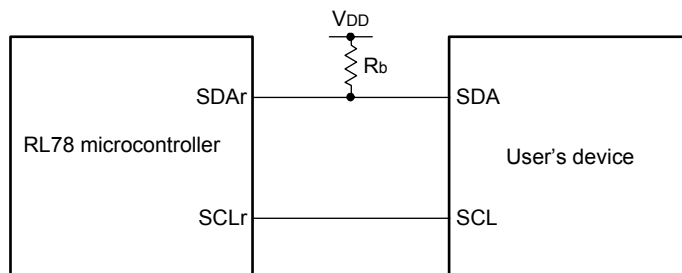 VDD
Rb
SDAr
SDA
RL78 microcontroller
User's device
SCLr
SCL